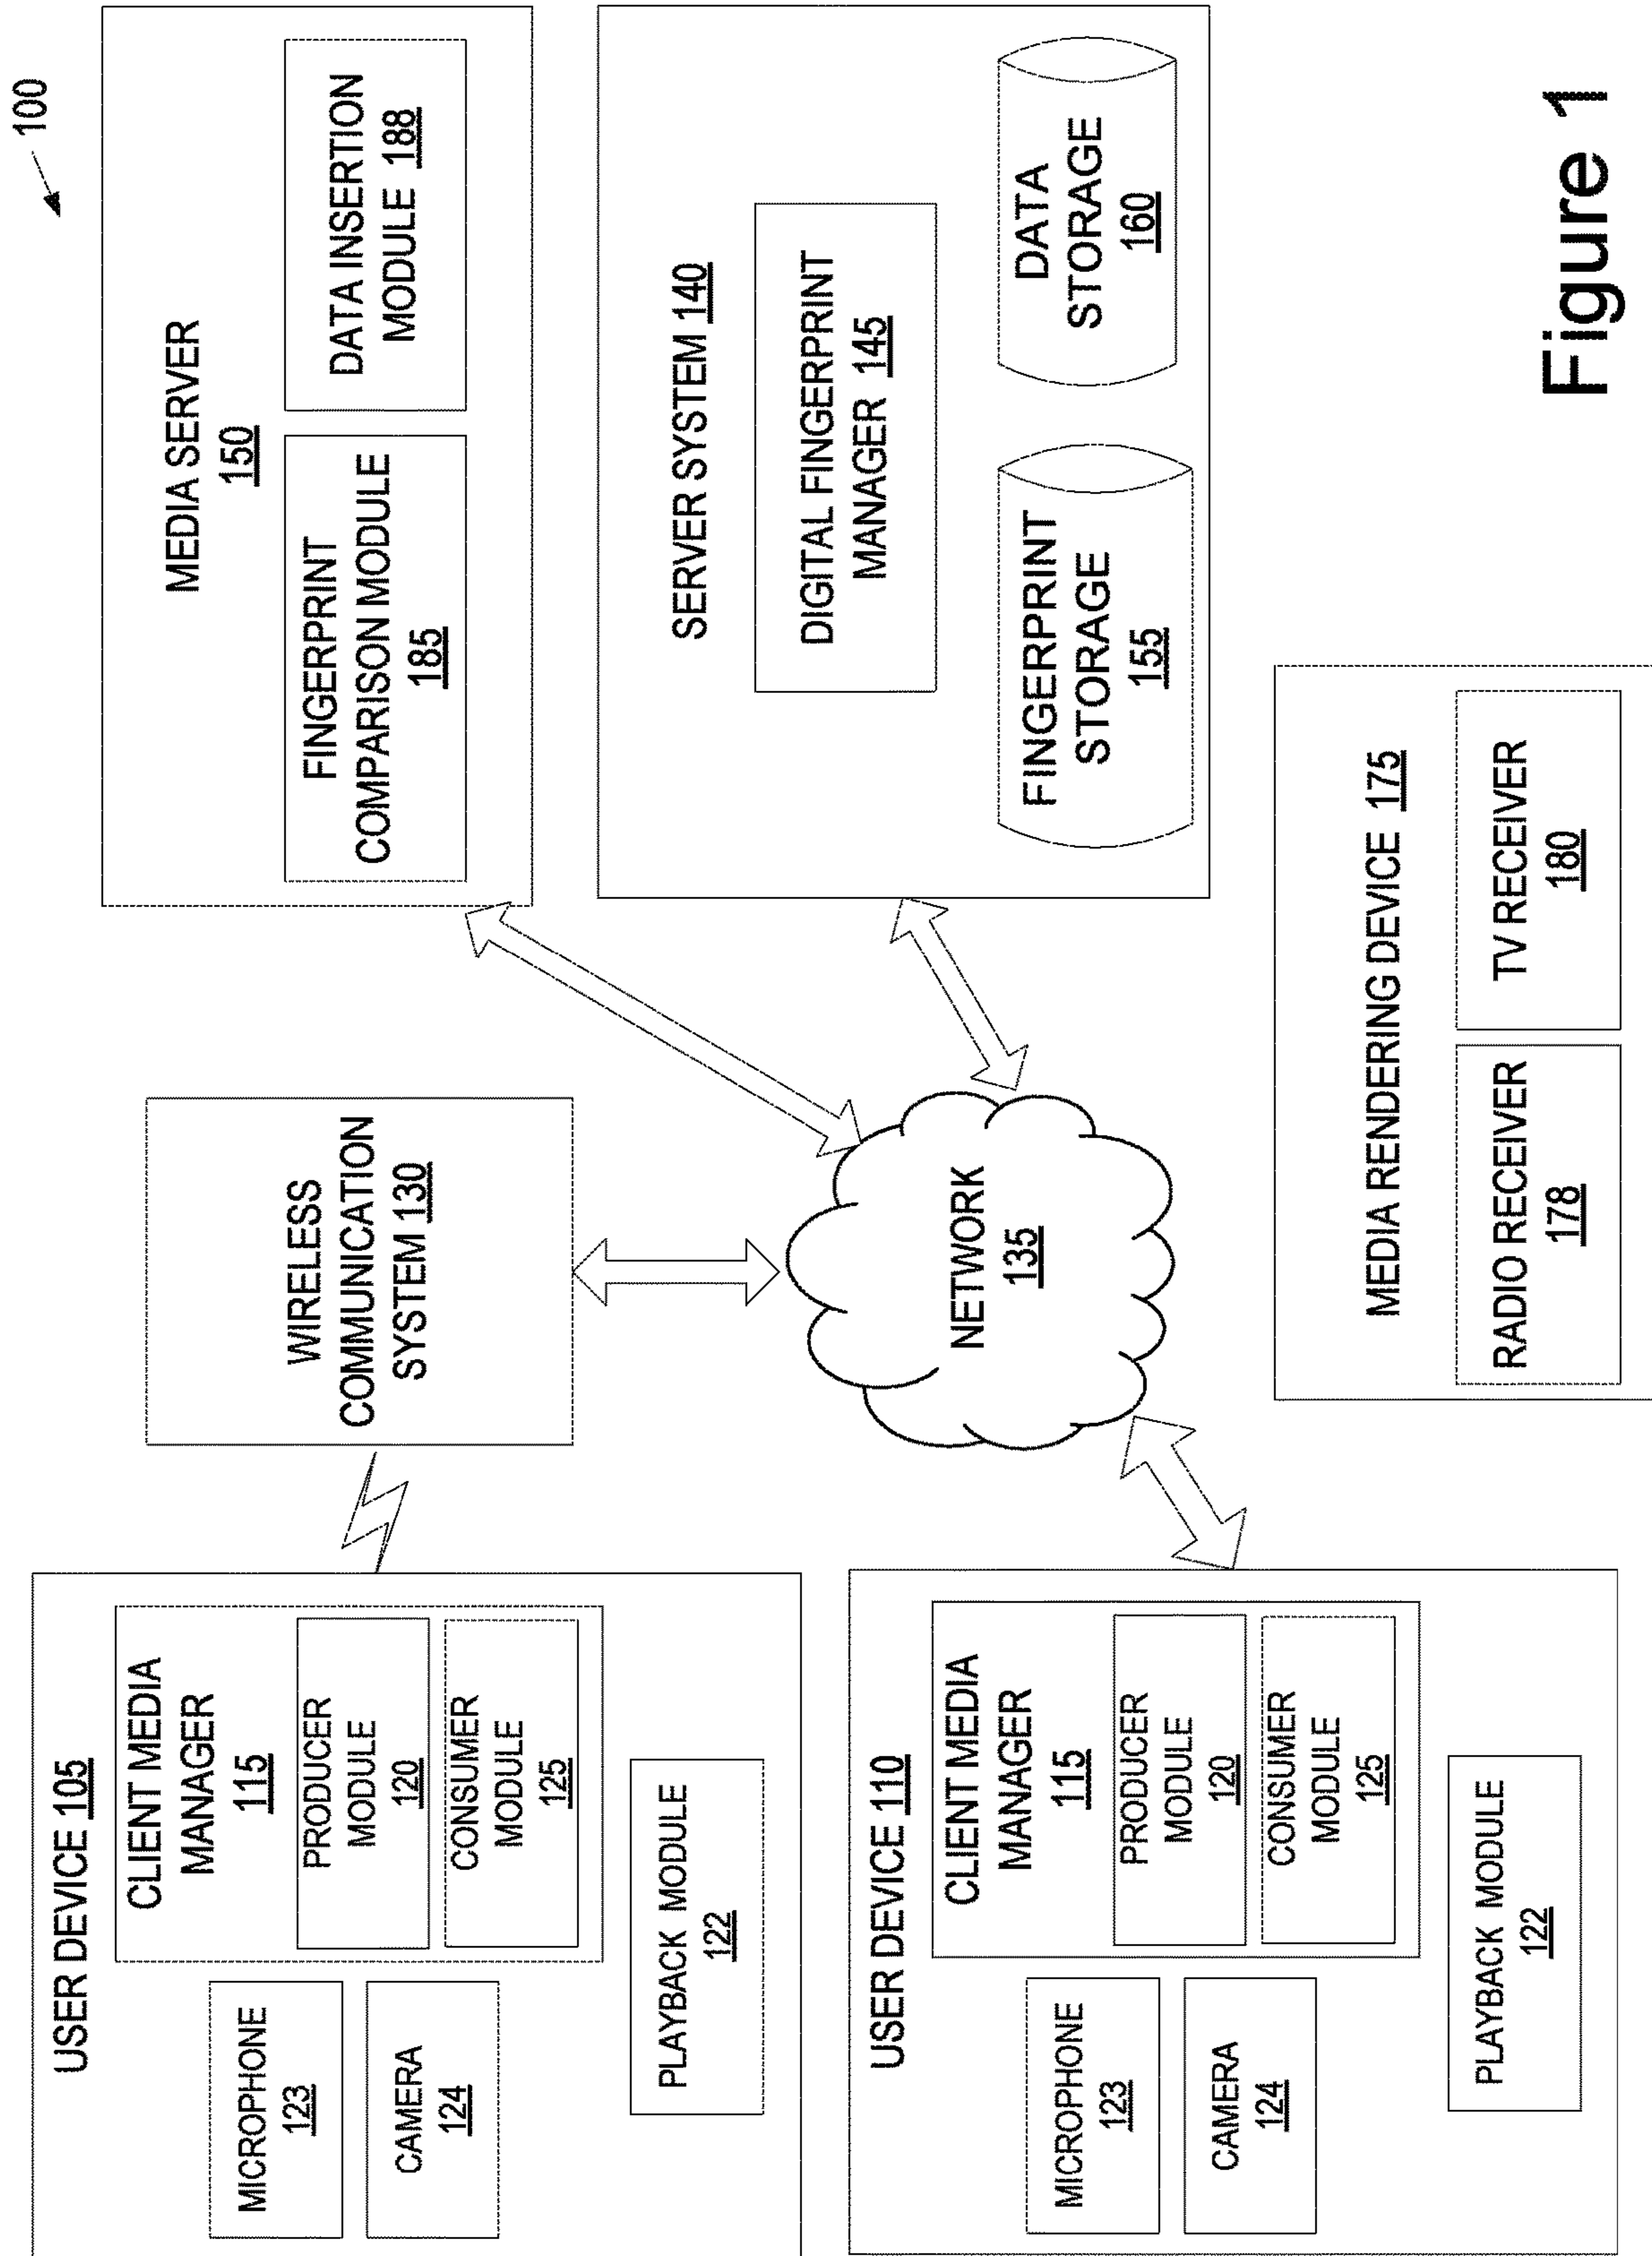 100
USER DEVICE 105
CLIENT MEDIA
MANAGER
115
PRODUCER
MODULE
120
CONSUMER
MODULE
125
MICROPHONE
123
CAMERA
124
PLAYBACK MODULE
122
WIRELESS
COMMUNICATION
SYSTEM 130
MEDIA SERVER
150
FINGERPRINT
COMPARISON MODULE
185
DATA INSERTION
MODULE 188
NETWORK
135
SERVER SYSTEM 140
DIGITAL FINGERPRINT
MANAGER 145
FINGERPRINT
STORAGE
155
DATA
STORAGE
160
USER DEVICE 110
CLIENT MEDIA
MANAGER
115
PRODUCER
MODULE
120
CONSUMER
MODULE
125
MICROPHONE
123
CAMERA
124
PLAYBACK MODULE
122
MEDIA RENDERING DEVICE 175
RADIO RECEIVER
178
TV RECEIVER
180
Figure 1